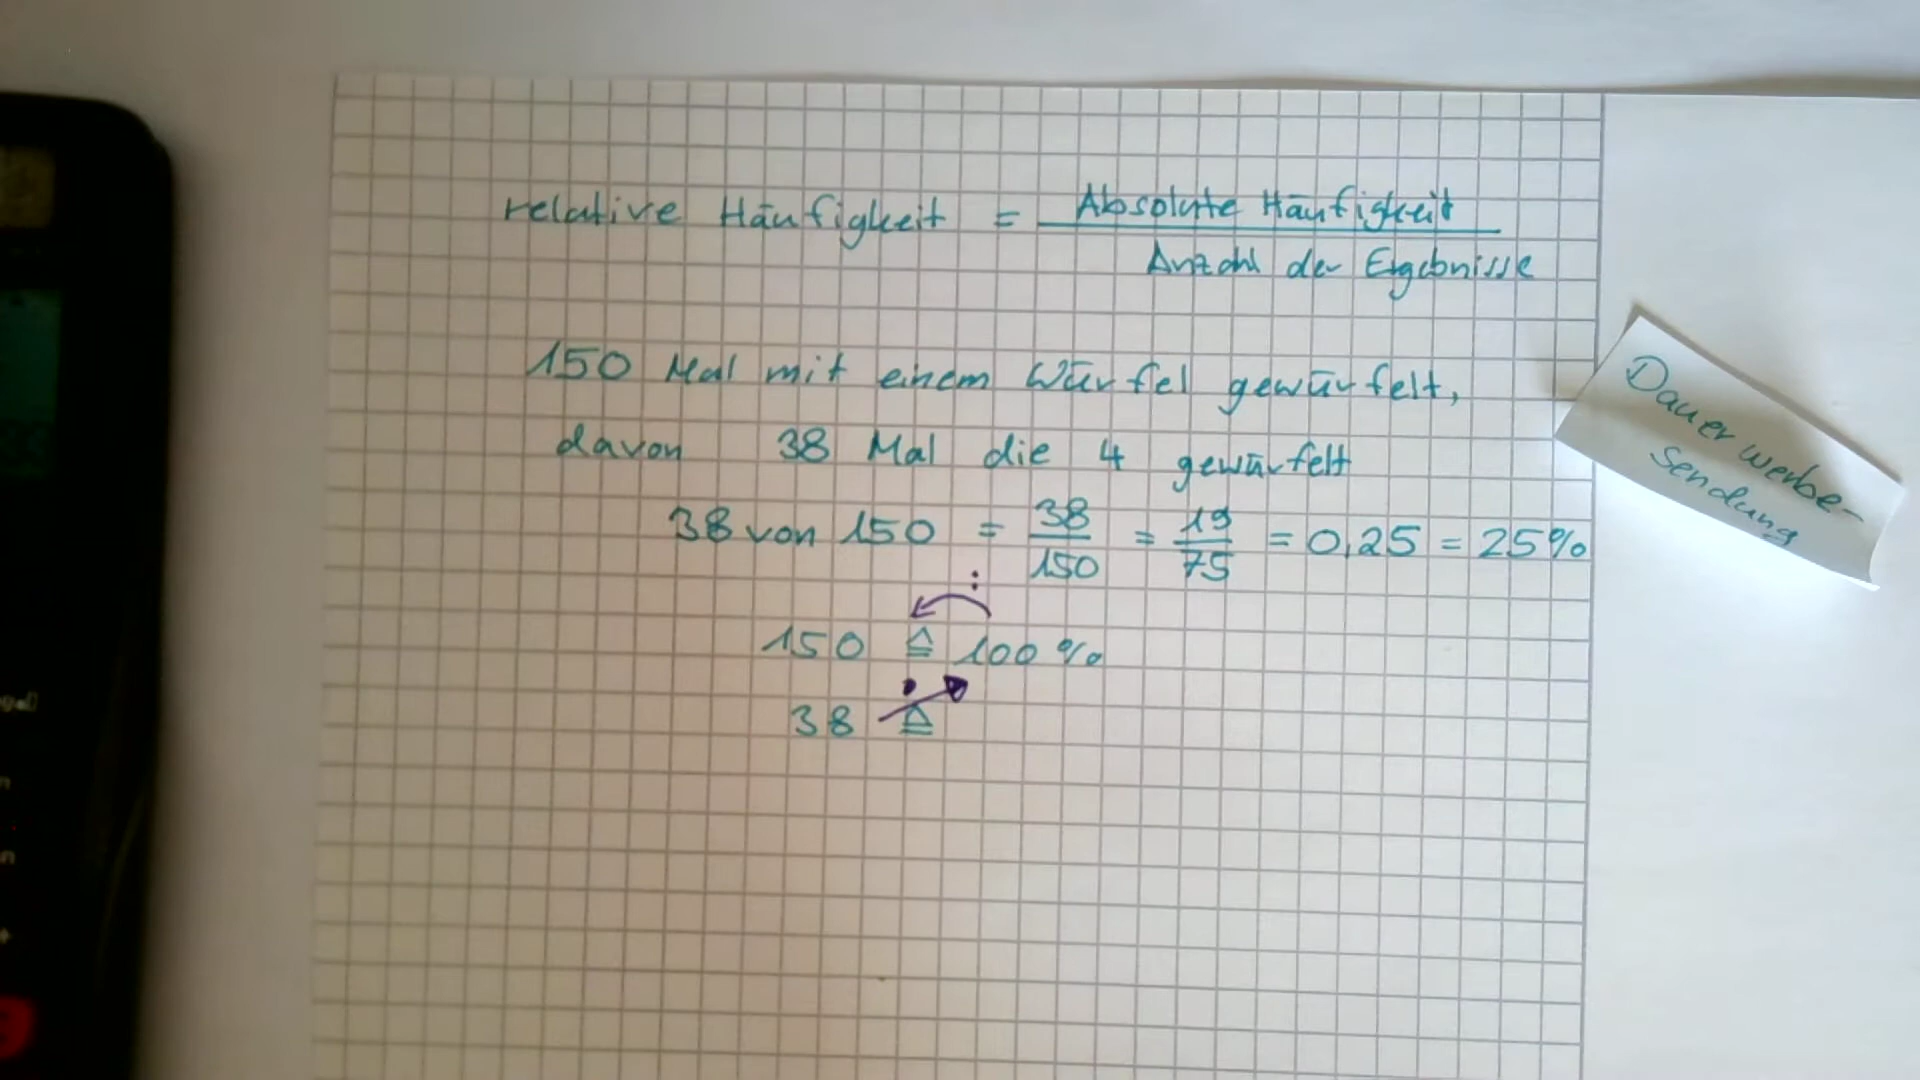 relative Häufigkeit = Absolute Häufigkeit / Anzahl der Ergebnisse
150 Mal mit einem Würfel gewürfelt,
davon 38 Mal die 4 gewürfelt
38 von 150 = 38/150 = 19/75 = 0,25 = 25%
:
150 ≙ 100 %
•
38 ≙
Dauerwerbe-
sendung